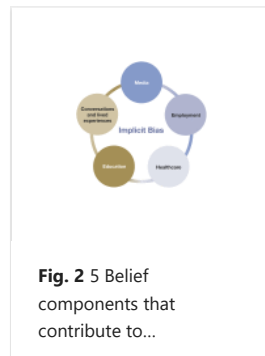 Media
Conversations
and lived
experiences
Employment
Implicit Bias
Education
Healthcare
Fig. 2 5 Belief
components that
contribute to...